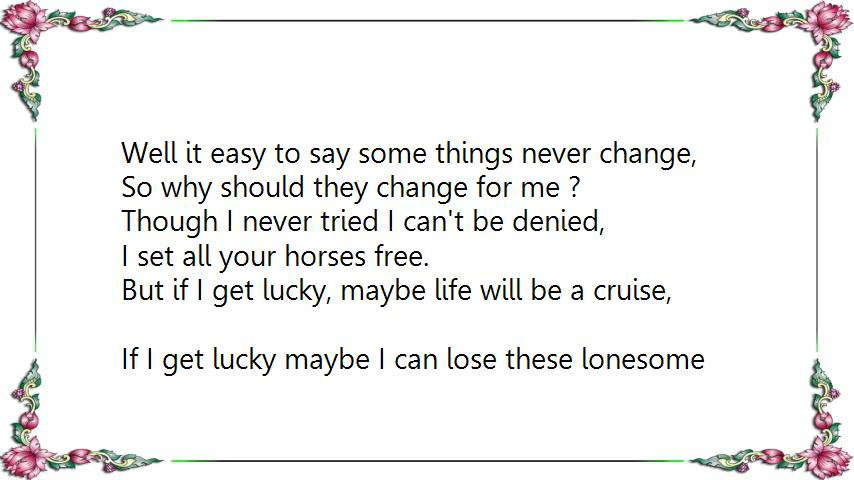 Well it easy to say some things never change,
So why should they change for me ?
Though I never tried I can't be denied,
I set all your horses free.
But if I get lucky, maybe life will be a cruise,
If I get lucky maybe I can lose these lonesome